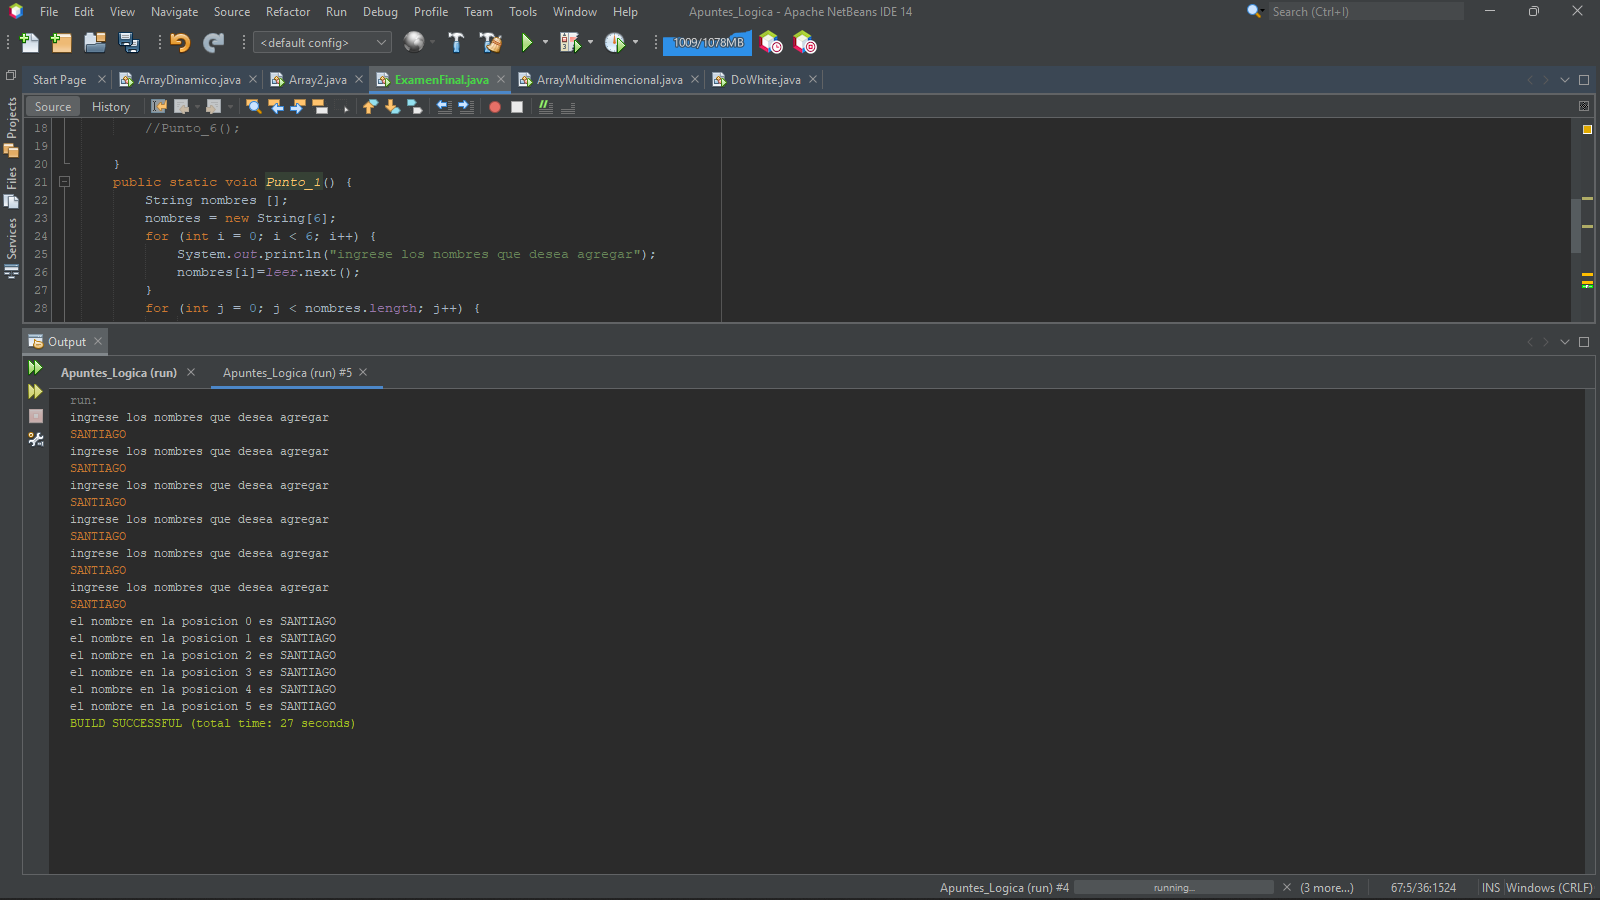 File Edit View Navigate Source Refactor Run Debug Profile Team Tools Window Help Apuntes_Logica - Apache NetBeans IDE 14 Search (Ctrl+I)
<default config> 1009/1078MB
Start Page ArrayDinamico.java Array2.java ExamenFinal.java ArrayMultidimencional.java DoWhite.java
Source History
Projects
Files
Services
18 //Punto_6();
19
20 }
21 public static void Punto_1() {
22 String nombres [];
23 nombres = new String[6];
24 for (int i = 0; i < 6; i++) {
25 System.out.println("ingrese los nombres que desea agregar");
26 nombres[i]=leer.next();
27 }
28 for (int j = 0; j < nombres.length; j++) {
Output
Apuntes_Logica (run) Apuntes_Logica (run) #5
run:
ingrese los nombres que desea agregar
SANTIAGO
ingrese los nombres que desea agregar
SANTIAGO
ingrese los nombres que desea agregar
SANTIAGO
ingrese los nombres que desea agregar
SANTIAGO
ingrese los nombres que desea agregar
SANTIAGO
ingrese los nombres que desea agregar
SANTIAGO
el nombre en la posicion 0 es SANTIAGO
el nombre en la posicion 1 es SANTIAGO
el nombre en la posicion 2 es SANTIAGO
el nombre en la posicion 3 es SANTIAGO
el nombre en la posicion 4 es SANTIAGO
el nombre en la posicion 5 es SANTIAGO
BUILD SUCCESSFUL (total time: 27 seconds)
Apuntes_Logica (run) #4 running... (3 more...) 67:5/36:1524 INS Windows (CRLF)